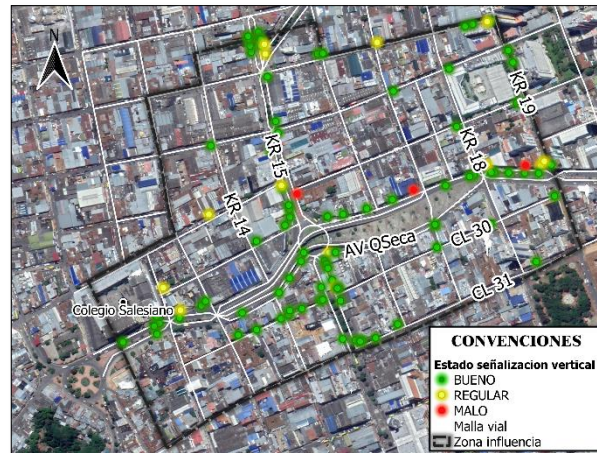 N
KR 19
KR 15
KR 18
KR 14
AV QSeca
CL 30
CL 31
Colegio Salesiano
CONVENCIONES
Estado señalizacion vertical
BUENO
REGULAR
MALO
Malla vial
Zona influencia